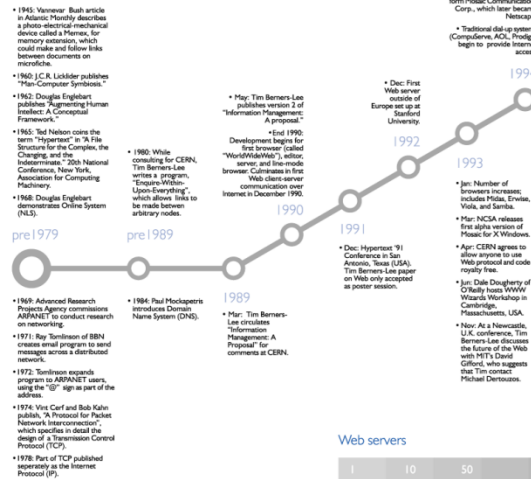 • 1945: Vannevar Bush article
in Atlantic Monthly describes
a photo-electrical-mechanical
device called a Memex, for
memory extension, which
could make and follow links
between documents on
microfiche.
• 1960: J.C.R. Licklider publishes
"Man-Computer Symbiosis."
• 1962: Douglas Englebart
publishes "Augmenting Human
Intellect: A Conceptual
Framework."
• 1965: Ted Nelson coins the
term "Hypertext" in "A File
Structure for the Complex, the
Changing, and the
Indeterminate." 20th National
Conference, New York,
Association for Computing
Machinery.
• 1968: Douglas Englebart
demonstrates Online System
(NLS).
pre1979
• 1969: Advanced Research
Projects Agency commissions
ARPANET to conduct research
on networking.
• 1971: Ray Tomlinson of BBN
creates email program to send
messages across a distributed
network.
• 1972: Tomlinson expands
program to ARPANET users,
using the "@" sign as part of the
address.
• 1974: Vint Cerf and Bob Kahn
publish, "A Protocol for Packet
Network Interconnection",
which specifies in detail the
design of a Transmission Control
Protocol (TCP).
• 1978: Part of TCP published
seperately as the Internet
Protocol (IP).
• 1980: While
consulting for CERN,
Tim Berners-Lee
writes a program,
"Enquire-Within-
Upon-Everything",
which allows links to
be made between
arbitrary nodes.
pre1989
• 1984: Paul Mockapetris
introduces Domain
Name System (DNS).
1989
• Mar: Tim Berners-
Lee circulates
"Information
Management: A
Proposal" for
comments at CERN.
• May: Tim Berners-Lee
publishes version 2 of
"Information Management:
A proposal."
• End 1990:
Development begins for
first browser (called
"WorldWideWeb"), editor,
server, and line-mode
browser. Culminates in first
Web client-server
communication over
Internet in December 1990.
1990
1991
• Dec: Hypertext '91
Conference in San
Antonio, Texas (USA).
Tim Berners-Lee paper
on Web only accepted
as poster session.
• Dec: First
Web server
outside of
Europe set up at
Stanford
University.
1992
1993
• Jan: Number of
browsers increases;
includes Midas, Erwise,
Viola, and Samba.
• Mar: NCSA releases
first alpha version of
Mosaic for X Windows.
• Apr: CERN agrees to
allow anyone to use
Web protocol and code
royalty free.
• Jun: Dale Dougherty of
O'Reilly hosts WWW
Wizards Workshop in
Cambridge,
Massachusetts, USA.
• Nov: At a Newcastle,
U.K. conference, Tim
Berners-Lee discusses
the future of the Web
with MIT's David
Gifford, who suggests
that Tim contact
Michael Dertouzos.
form Mosaic Communication
Corp., which later becam
Netscap
• Traditional dial-up system
(CompuServe, AOL, Prodig
begin to provide Intern
acces
199
Web servers
1 10 50